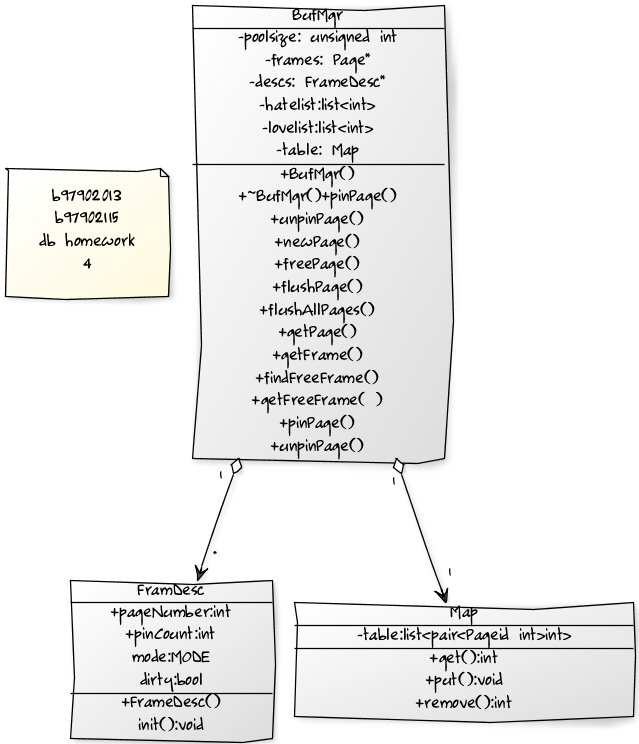 BufMgr
-poolsize: unsigned int
-frames: Page*
-descs: FrameDesc*
-hatelist:list<int>
-lovelist:list<int>
-table: Map
+BufMgr()
+~BufMgr()+pinPage()
+unpinPage()
+newPage()
+freePage()
+flushPage()
+flushAllPages()
+getPage()
+getFrame()
+findFreeFrame()
+getFreeFrame( )
+pinPage()
+unpinPage()
b97902013
b97902115
db homework
4
1
1
*
1
FramDesc
+pageNumber:int
+pinCount:int
mode:MODE
dirty:bool
+FrameDesc()
init():void
Map
-table:list<pair<Pageid int>int>
+get():int
+put():void
+remove():int